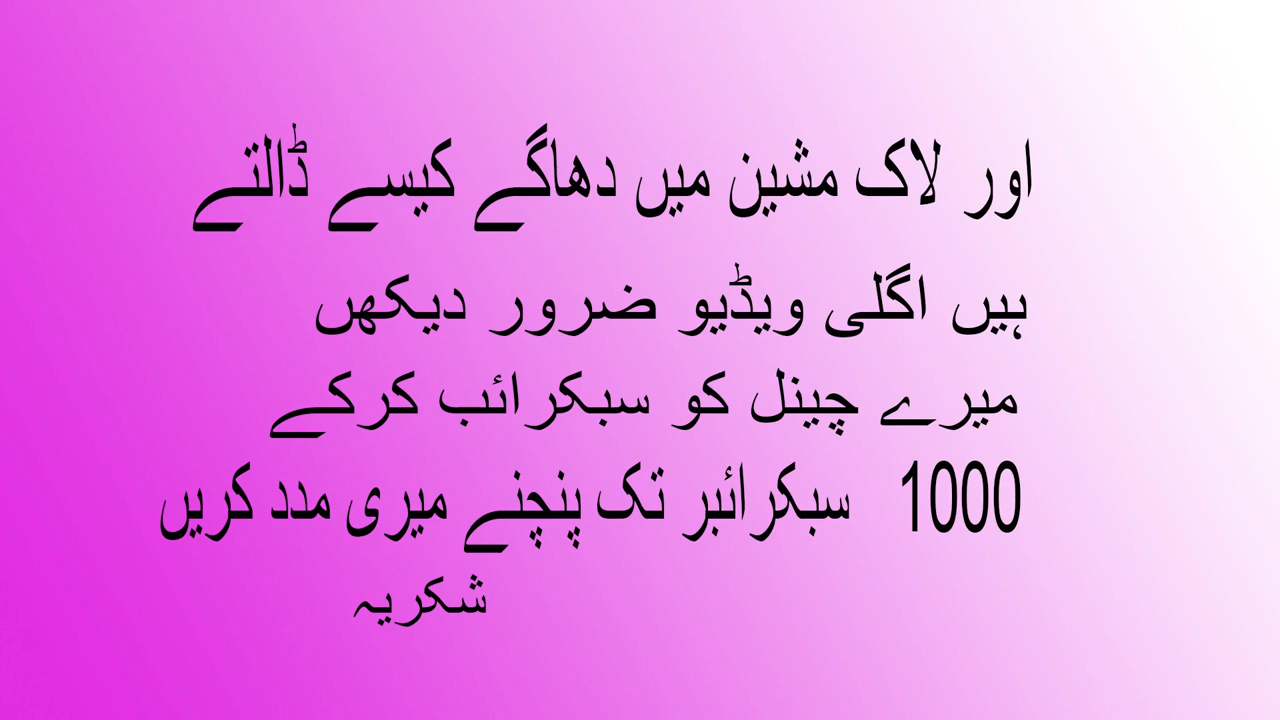 اور لاک مشین میں دھاگے کیسے ڈالتے
ہیں اگلی ویڈیو ضرور دیکھں
میرے چینل کو سبکرائب کرکے
1000 سبکرائبر تک پنچنے میری مدد کریں
شکریہ